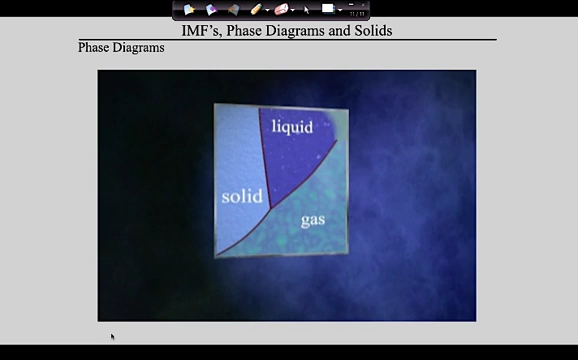 IMF's, Phase Diagrams and Solids
Phase Diagrams
liquid
solid
gas